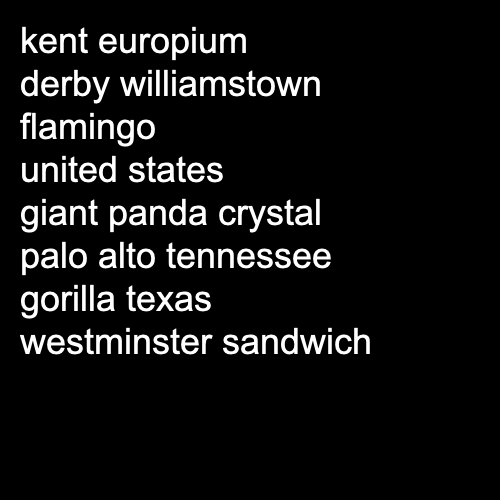 kent europium
derby williamstown
flamingo
united states
giant panda crystal
palo alto tennessee
gorilla texas
westminster sandwich